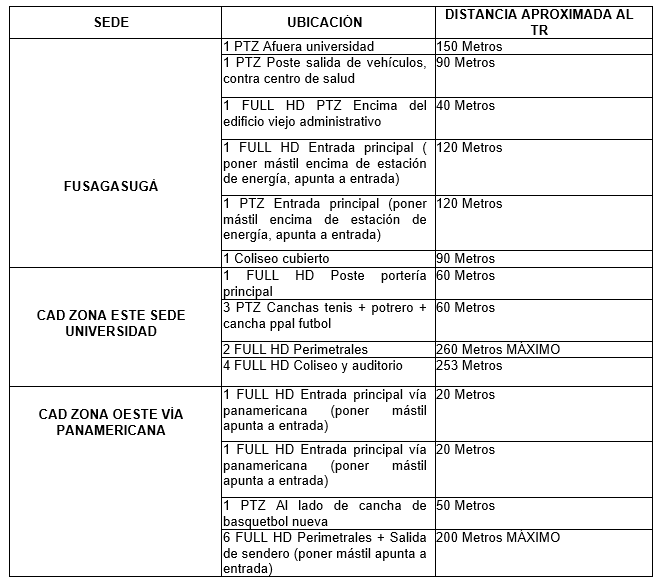 SEDE
UBICACIÓN
DISTANCIA APROXIMADA AL
TR
FUSAGASUGÁ
1 PTZ Afuera universidad
150 Metros
1 PTZ Poste salida de vehículos,
contra centro de salud
90 Metros
1 FULL HD PTZ Encima del
edificio viejo administrativo
40 Metros
1 FULL HD Entrada principal (
poner mástil encima de estación
de energía, apunta a entrada)
120 Metros
1 PTZ Entrada principal (poner
mástil encima de estación de
energía, apunta a entrada)
120 Metros
1 Coliseo cubierto
90 Metros
CAD ZONA ESTE SEDE
UNIVERSIDAD
1 FULL HD Poste portería
principal
60 Metros
3 PTZ Canchas tenis + potrero +
cancha ppal futbol
60 Metros
2 FULL HD Perimetrales
260 Metros MÁXIMO
4 FULL HD Coliseo y auditorio
253 Metros
CAD ZONA OESTE VÍA
PANAMERICANA
1 FULL HD Entrada principal vía
panamericana (poner mástil
apunta a entrada)
20 Metros
1 FULL HD Entrada principal vía
panamericana (poner mástil
apunta a entrada)
20 Metros
1 PTZ Al lado de cancha de
basquetbol nueva
50 Metros
6 FULL HD Perimetrales + Salida
de sendero (poner mástil apunta a
entrada)
200 Metros MÁXIMO